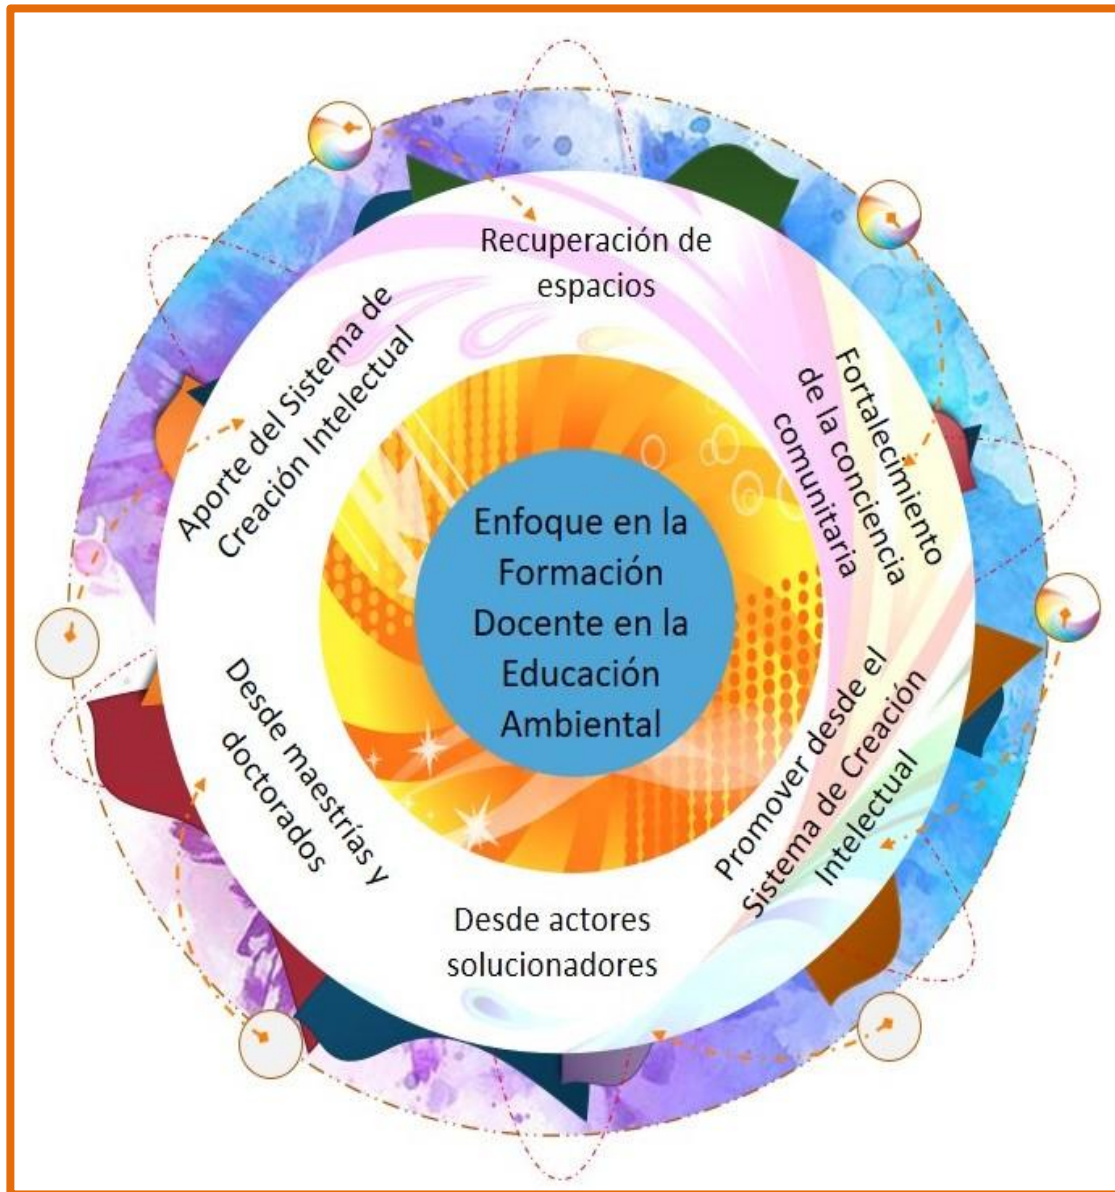 Recuperación de
espacios
Fortalecimiento
de la conciencia
comunitaria
Promover desde el
Sistema de Creación
Intelectual
Desde actores
solucionadores
Desde maestrías y
doctorados
Aporte del Sistema de
Creación Intelectual
Enfoque en la
Formación
Docente en la
Educación
Ambiental